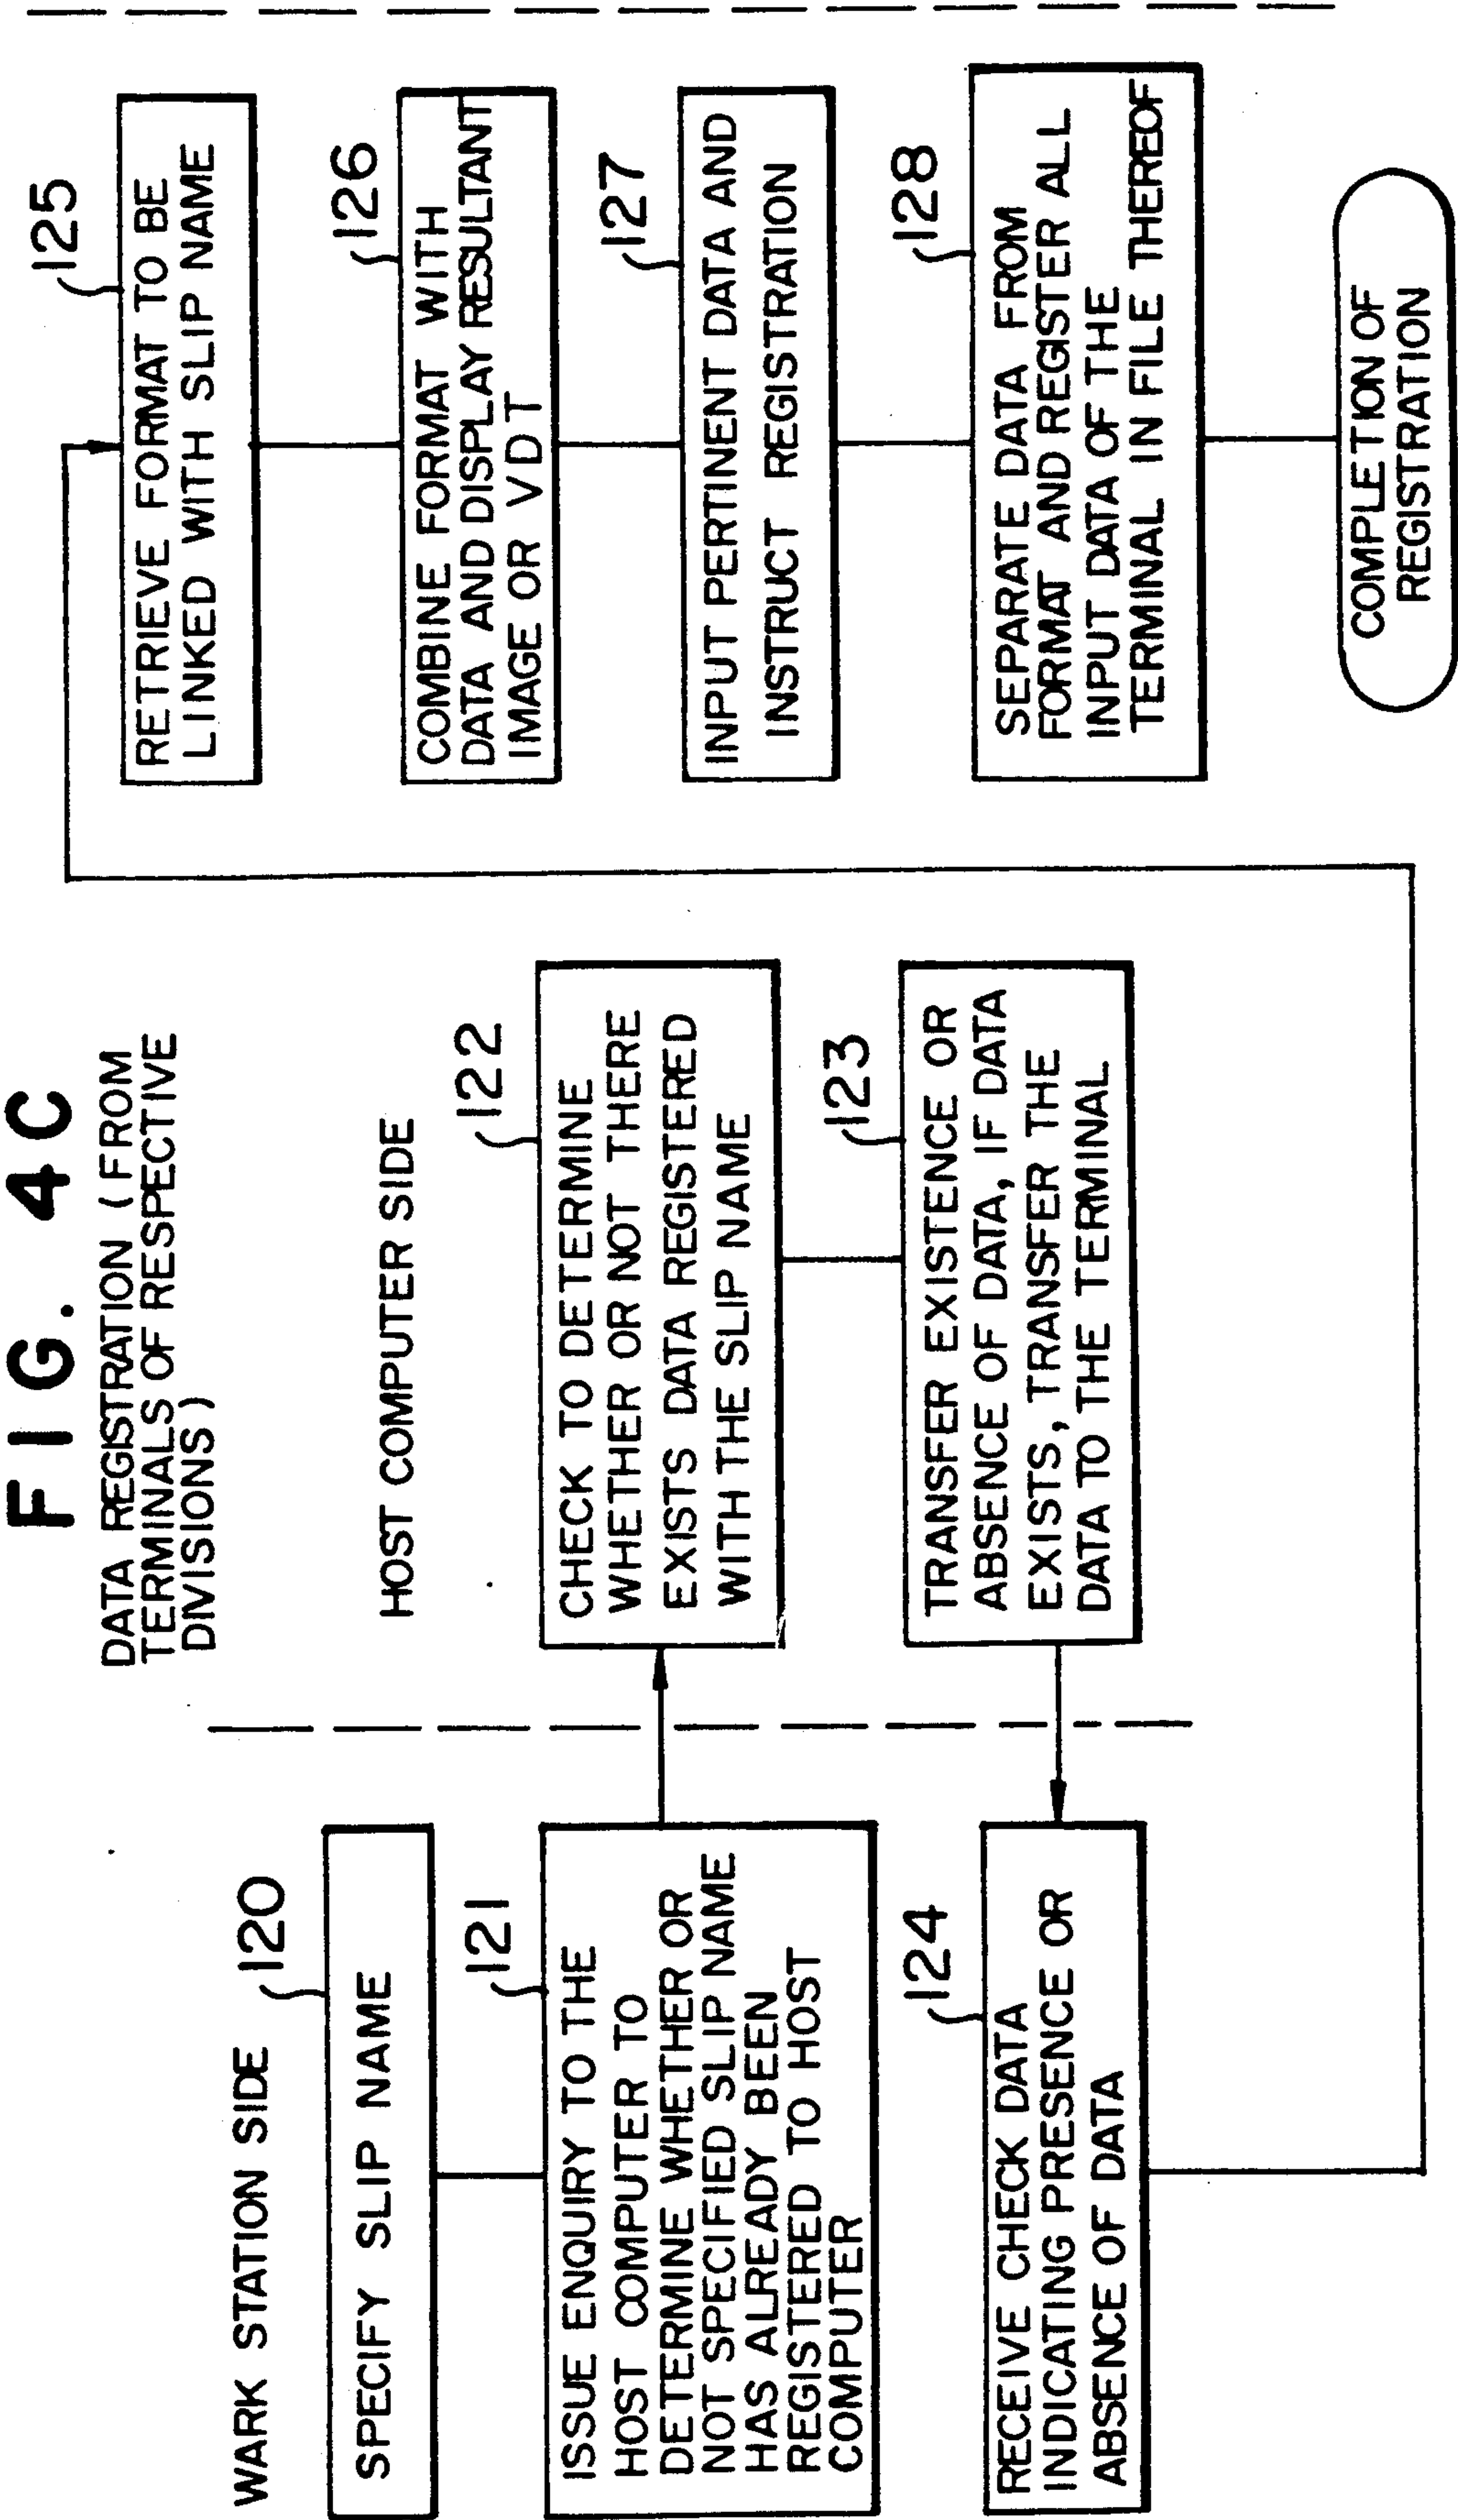 FIG. 4C
DATA REGISTRATION (FROM
TERMINALS OF RESPECTIVE
DIVISIONS)
WARK STATION SIDE
120
SPECIFY SLIP NAME
121
ISSUE ENQUIRY TO THE
HOST COMPUTER TO
DETERMINE WHETHER OR
NOT SPECIFIED SLIP NAME
HAS ALREADY BEEN
REGISTERED TO HOST
COMPUTER
HOST COMPUTER SIDE
122
CHECK TO DETERMINE
WHETHER OR NOT THERE
EXISTS DATA REGISTERED
WITH THE SLIP NAME
123
TRANSFER EXISTENCE OR
ABSENCE OF DATA, IF DATA
EXISTS, TRANSFER THE
DATA TO THE TERMINAL
124
RECEIVE CHECK DATA
INDICATING PRESENCE OR
ABSENCE OF DATA
125
RETRIEVE FORMAT TO BE
LINKED WITH SLIP NAME
126
COMBINE FORMAT WITH
DATA AND DISPLAY RESULTANT
IMAGE OR VDT
127
INPUT PERTINENT DATA AND
INSTRUCT REGISTRATION
128
SEPARATE DATA FROM
FORMAT AND REGISTER ALL
INPUT DATA OF THE
TERMINAL IN FILE THEREOF
COMPLETION OF
REGISTRATION